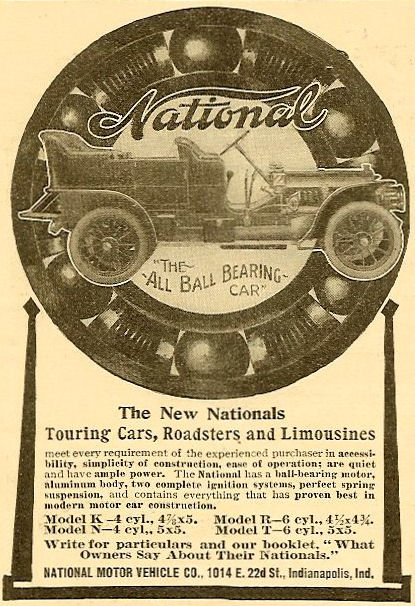 National
"THE
ALL BALL BEARING
CAR"
The New Nationals
Touring Cars, Roadsters and Limousines
meet every requirement of the experienced purchaser in accessi-
bility, simplicity of construction, ease of operation; are quiet
and have ample power. The National has a ball-bearing motor,
aluminum body, two complete ignition systems, perfect spring
suspension, and contains everything that has proven best in
modern motor car construction.
Model K-4 cyl., 4⅞x5. Model R-6 cyl., 4½x4¾.
Model N-4 cyl., 5x5. Model T-6 cyl., 5x5.
Write for particulars and our booklet, "What
Owners Say About Their Nationals."
NATIONAL MOTOR VEHICLE CO., 1014 E. 22d St., Indianapolis, Ind.